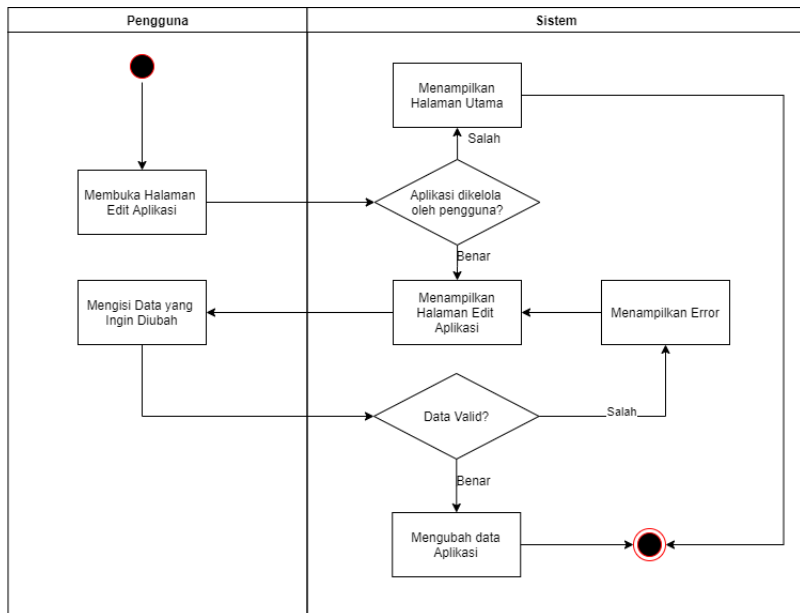 Pengguna
Sistem
Menampilkan
Halaman Utama
Salah
Membuka Halaman
Edit Aplikasi
Aplikasi dikelola
oleh pengguna?
Benar
Mengisi Data yang
Ingin Diubah
Menampilkan
Halaman Edit
Aplikasi
Menampilkan Error
Data Valid?
Salah
Benar
Mengubah data
Aplikasi